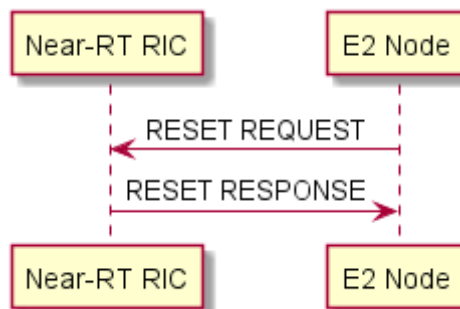 Near-RT RIC
E2 Node
RESET REQUEST
RESET RESPONSE
Near-RT RIC
E2 Node